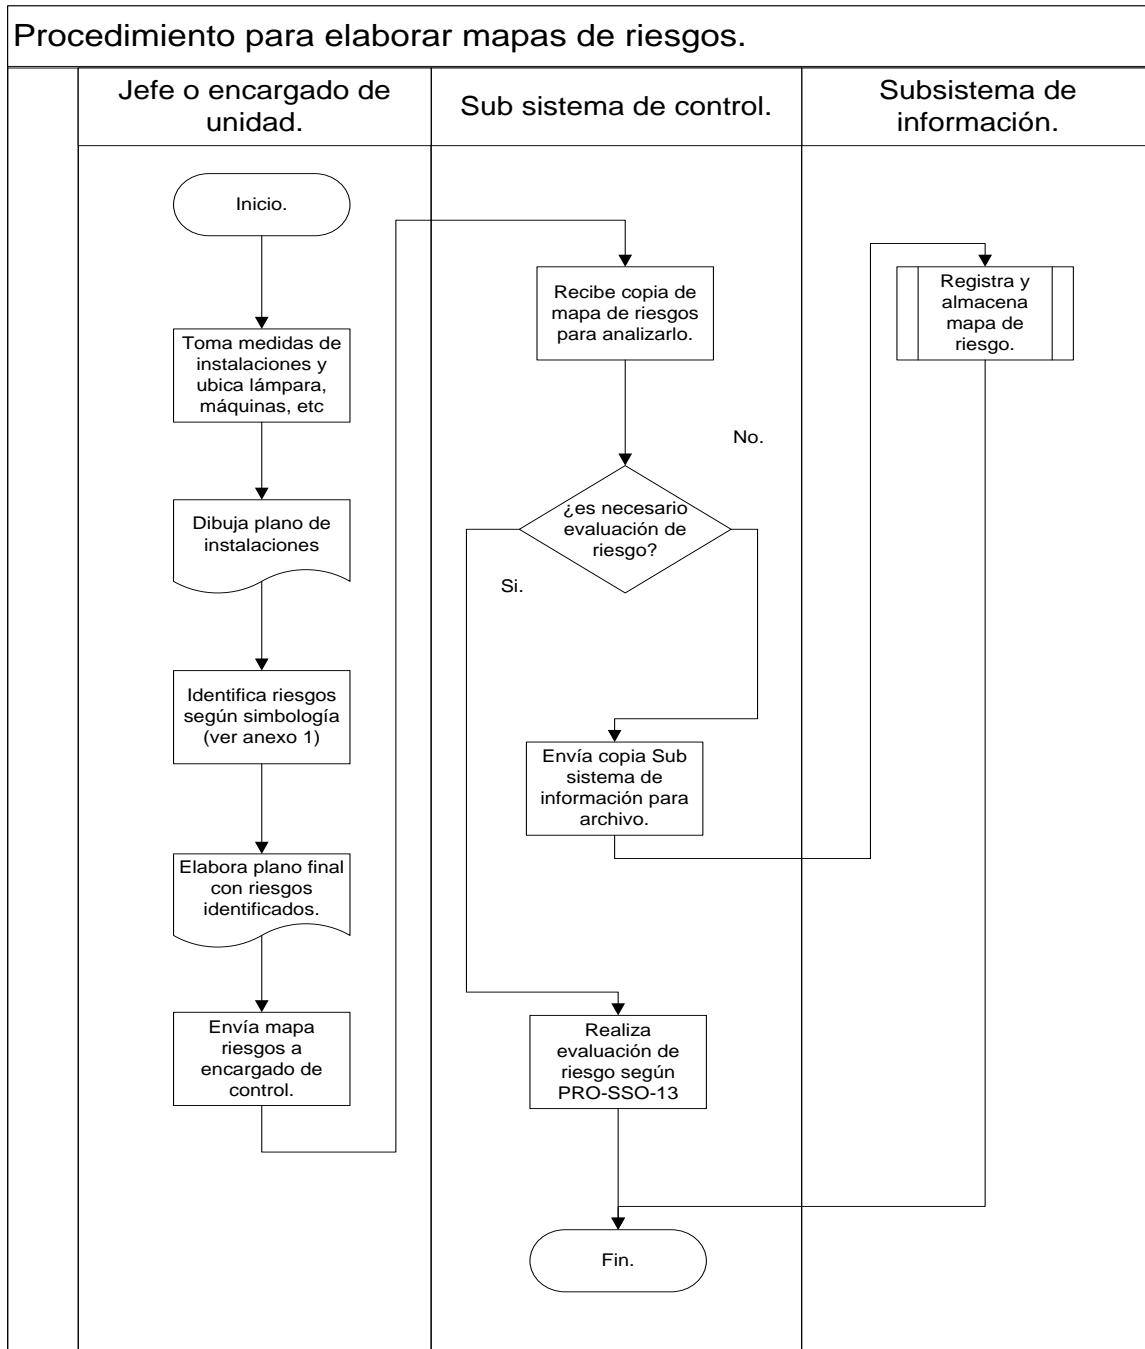 Procedimiento para elaborar mapas de riesgos.
Jefe o encargado de
unidad.
Sub sistema de control.
Subsistema de
información.
Inicio.
Toma medidas de
instalaciones y
ubica lámpara,
máquinas, etc
Dibuja plano de
instalaciones
Identifica riesgos
según simbología
(ver anexo 1)
Elabora plano final
con riesgos
identificados.
Envía mapa
riesgos a
encargado de
control.
Recibe copia de
mapa de riesgos
para analizarlo.
No.
¿es necesario
evaluación de
riesgo?
Si.
Envía copia Sub
sistema de
información para
archivo.
Realiza
evaluación de
riesgo según
PRO-SSO-13
Fin.
Registra y
almacena
mapa de
riesgo.